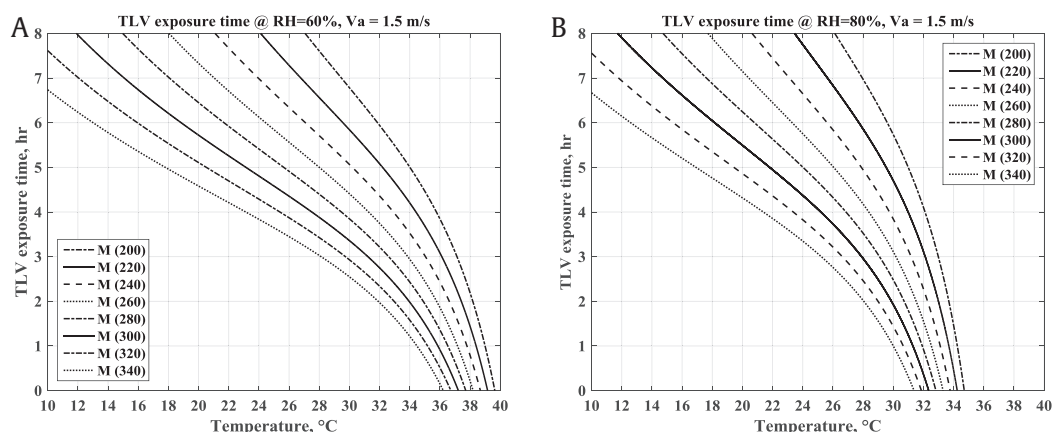 A
TLV exposure time @ RH=60%, Va = 1.5 m/s
TLV exposure time, hr
8
7
6
5
4
3
2
1
0
M (200)
M (220)
M (240)
M (260)
M (280)
M (300)
M (320)
M (340)
10 12 14 16 18 20 22 24 26 28 30 32 34 36 38 40
Temperature, °C
B
TLV exposure time @ RH=80%, Va = 1.5 m/s
TLV exposure time, hr
8
7
6
5
4
3
2
1
0
M (200)
M (220)
M (240)
M (260)
M (280)
M (300)
M (320)
M (340)
10 12 14 16 18 20 22 24 26 28 30 32 34 36 38 40
Temperature, °C